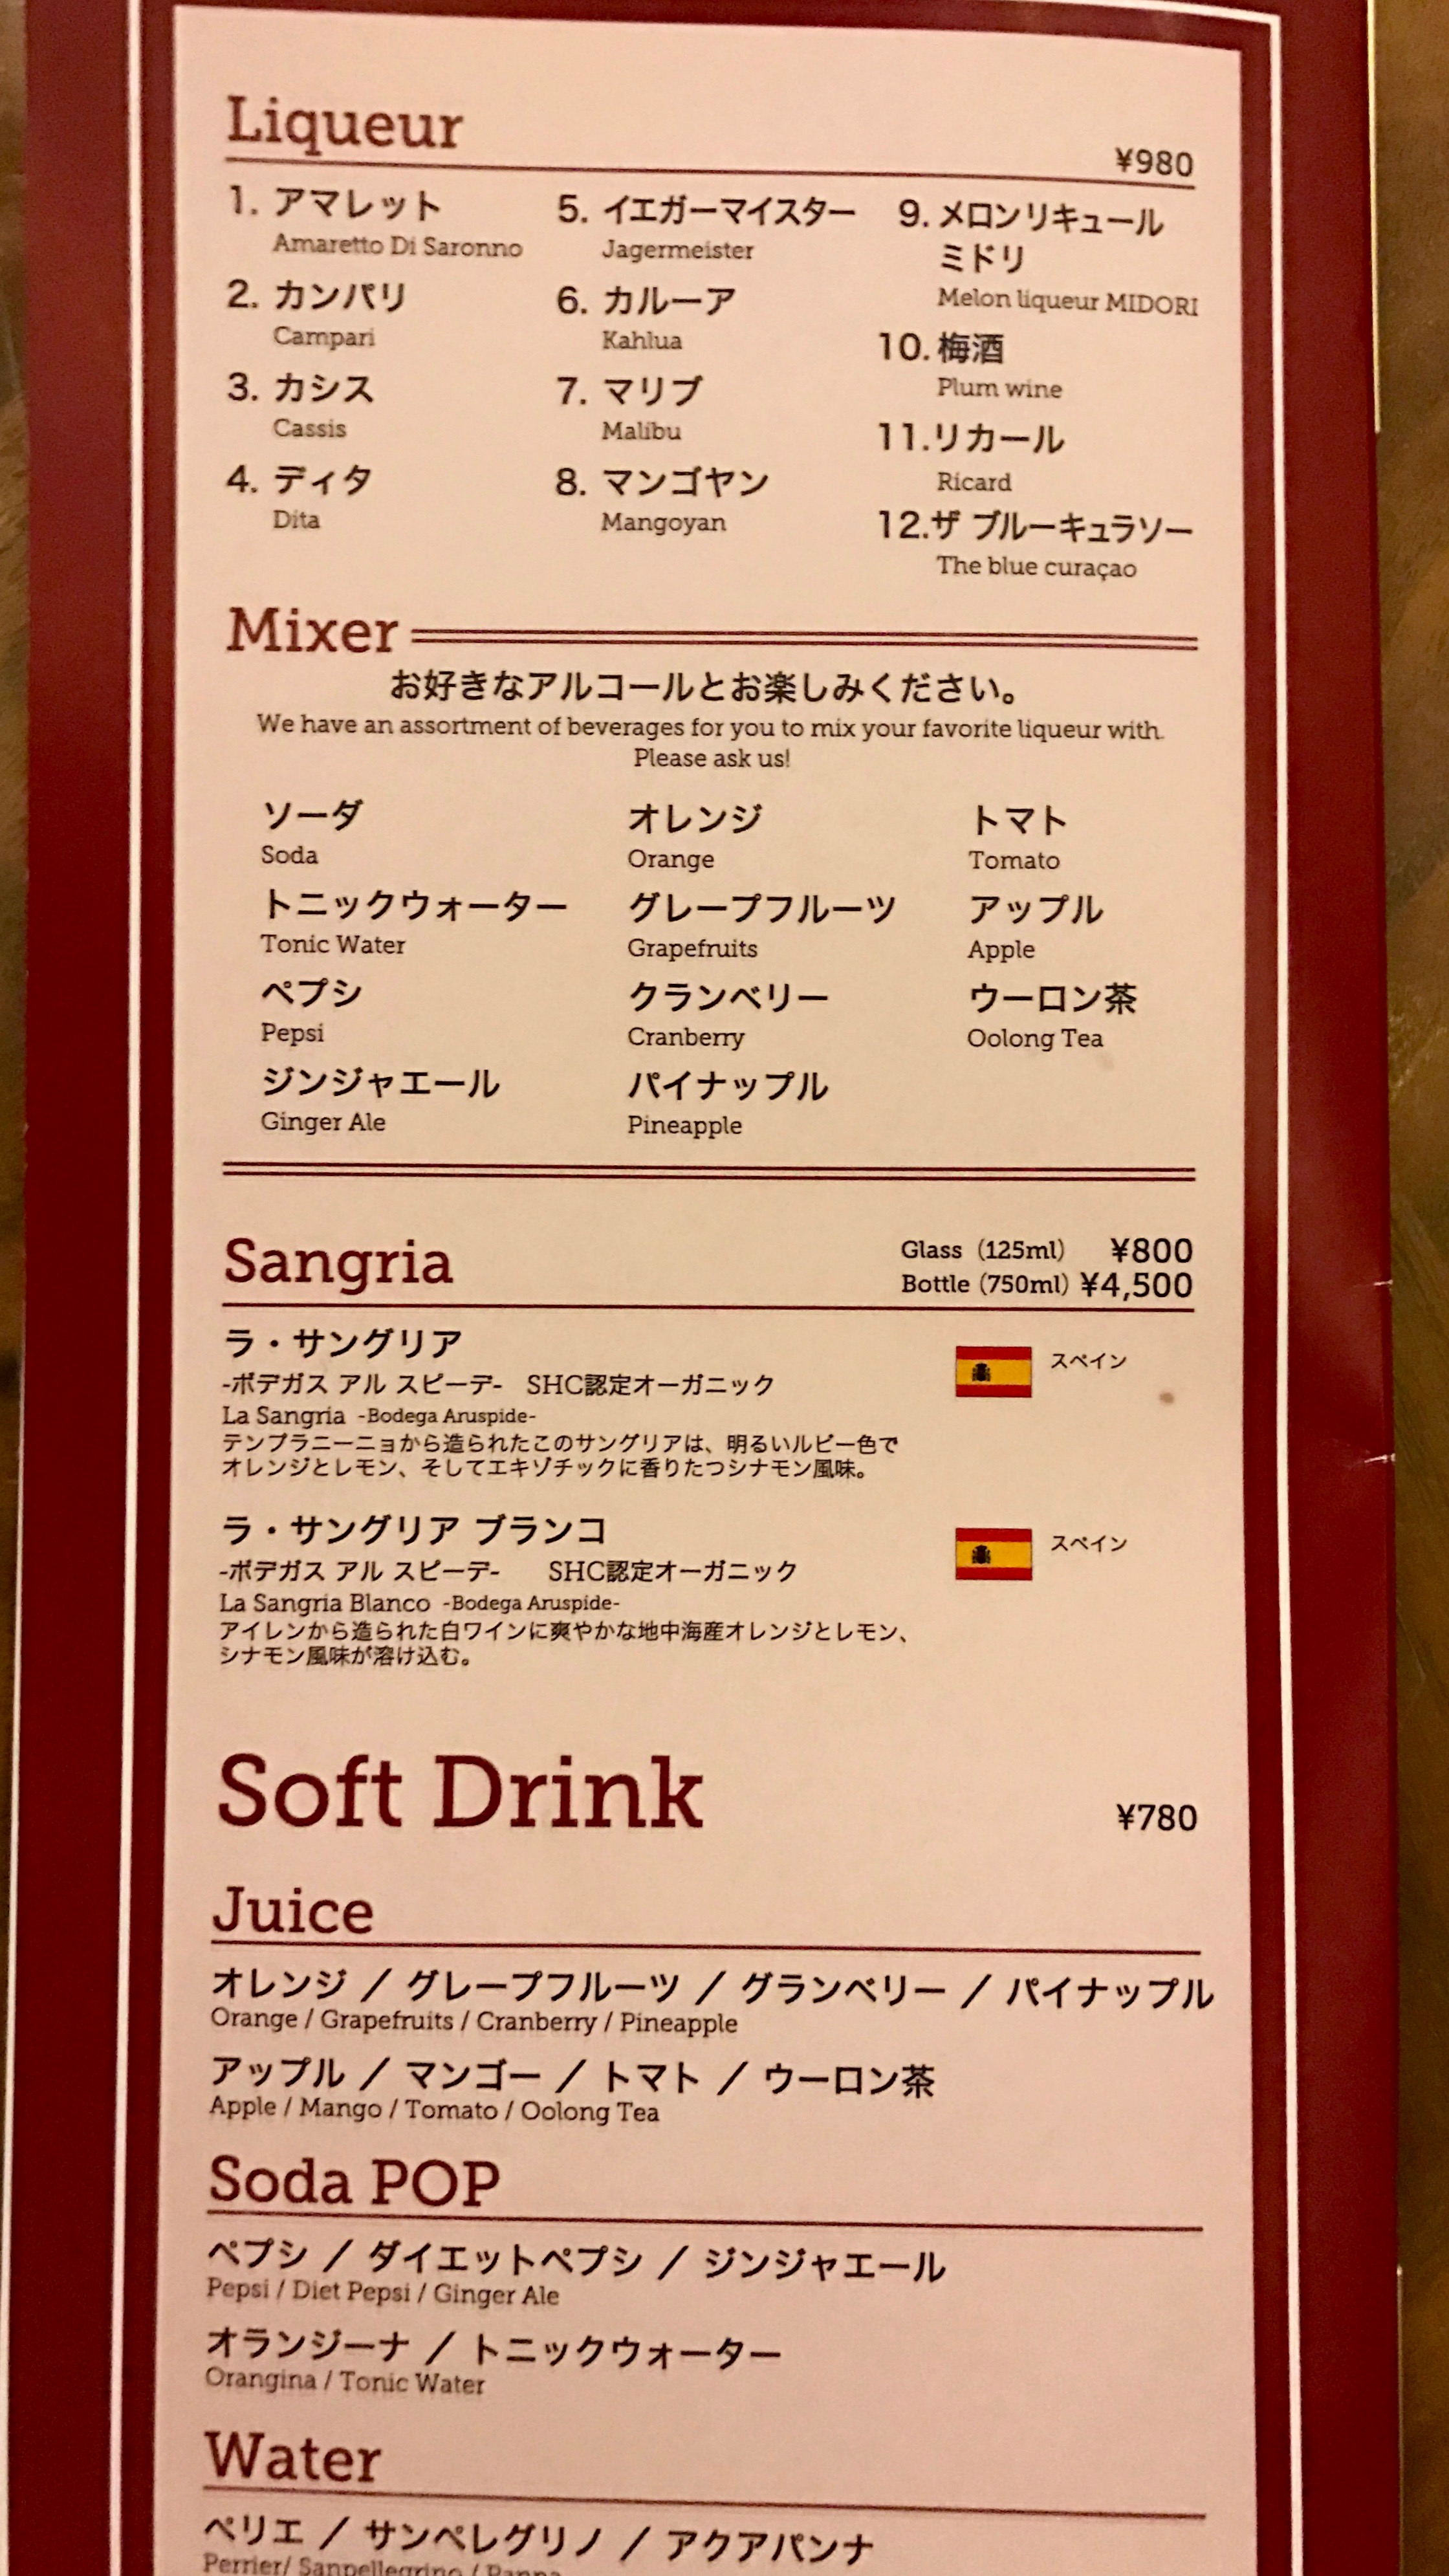 Liqueur
¥980
1. アマレット
Amaretto Di Saronno
2. カンパリ
Campari
3. カシス
Cassis
4. ディタ
Dita
5. イエガーマイスター
Jagermeister
6. カルーア
Kahlua
7. マリブ
Malibu
8. マンゴヤン
Mangoyan
9. メロンリキュール
ミドリ
Melon liqueur MIDORI
10. 梅酒
Plum wine
11.リカール
Ricard
12.ザ ブルーキュラソー
The blue curaçao
Mixer
お好きなアルコールとお楽しみください。
We have an assortment of beverages for you to mix your favorite liqueur with.
Please ask us!
ソーダ
Soda
トニックウォーター
Tonic Water
ペプシ
Pepsi
ジンジャエール
Ginger Ale
オレンジ
Orange
グレープフルーツ
Grapefruits
クランベリー
Cranberry
パイナップル
Pineapple
トマト
Tomato
アップル
Apple
ウーロン茶
Oolong Tea
Sangria
Glass (125ml) ¥800
Bottle (750ml) ¥4,500
ラ・サングリア
スペイン
-ボデガス アル スピーデ- SHC認定オーガニック
La Sangria -Bodega Aruspide-
テンプラニーニョから造られたこのサングリアは、明るいルビー色で
オレンジとレモン、そしてエキゾチックに香りたつシナモン風味。
ラ・サングリア ブランコ
スペイン
-ボデガス アル スピーデ- SHC認定オーガニック
La Sangria Blanco -Bodega Aruspide-
アイレンから造られた白ワインに爽やかな地中海産オレンジとレモン、
シナモン風味が溶け込む。
Soft Drink
¥780
Juice
オレンジ / グレープフルーツ / グランベリー / パイナップル
Orange / Grapefruits / Cranberry / Pineapple
アップル / マンゴー / トマト / ウーロン茶
Apple / Mango / Tomato / Oolong Tea
Soda POP
ペプシ / ダイエットペプシ / ジンジャエール
Pepsi / Diet Pepsi / Ginger Ale
オランジーナ / トニックウォーター
Orangina / Tonic Water
Water
ペリエ / サンペレグリノ / アクアパンナ
Perrier/ Sanpellegrino / Panna